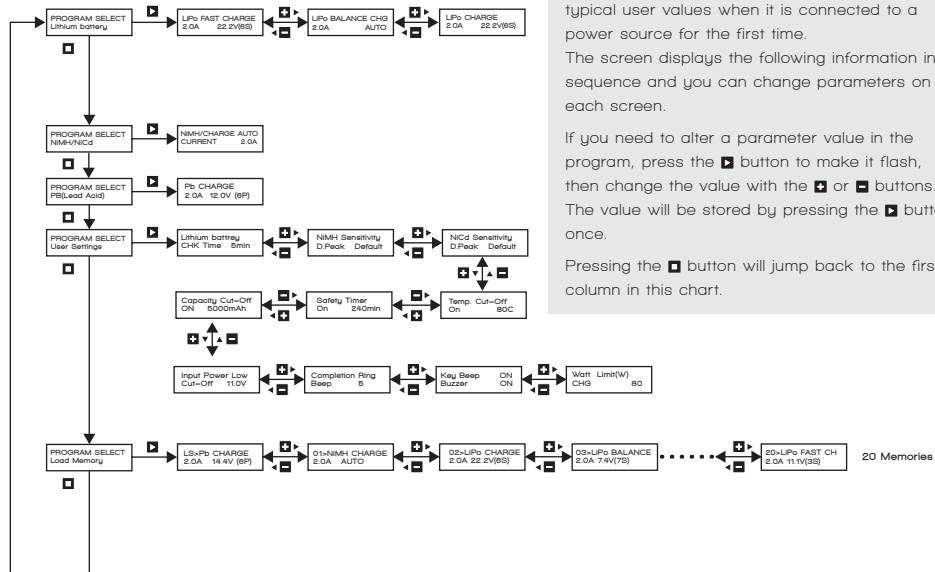 typical user values when it is connected to a
power source for the first time.
The screen displays the following information in
sequence and you can change parameters on
each screen.
If you need to alter a parameter value in the
program, press the button to make it flash,
then change the value with the + or - buttons.
The value will be stored by pressing the button
once.
Pressing the button will jump back to the first
column in this chart.
PROGRAM SELECT
Lithium battery
LiPo FAST CHARGE
2.0A 22.2V(6S)
LiPo BALANCE CHG
2.0A AUTO
LiPo CHARGE
2.0A 22.2V(6S)
PROGRAM SELECT
NiMH/NiCd
NiMH/CHARGE AUTO
CURRENT 2.0A
PROGRAM SELECT
PB(Lead Acid)
Pb CHARGE
2.0A 12.0V (6P)
PROGRAM SELECT
User Settings
Lithium battrey
CHK Time 5min
NiMH Sensitivity
D.Peak Default
NiCd Sensitivity
D.Peak Default
Capacity Cut-Off
ON 5000mAh
Safety Timer
On 240min
Temp. Cut-Off
On 80C
Input Power Low
Cut-Off 11.0V
Completion Ring
Beep 5
Key Beep ON
Buzzer ON
Watt Limit(W)
CHG 80
PROGRAM SELECT
Load Memory
LS>Pb CHARGE
2.0A 14.4V (6P)
01>NiMH CHARGE
2.0A AUTO
02>LiPo CHARGE
2.0A 22.2V(6S)
03>LiPo BALANCE
2.0A 7.4V(7S)
20>LiPo FAST CH
2.0A 11.1V(3S)
20 Memories